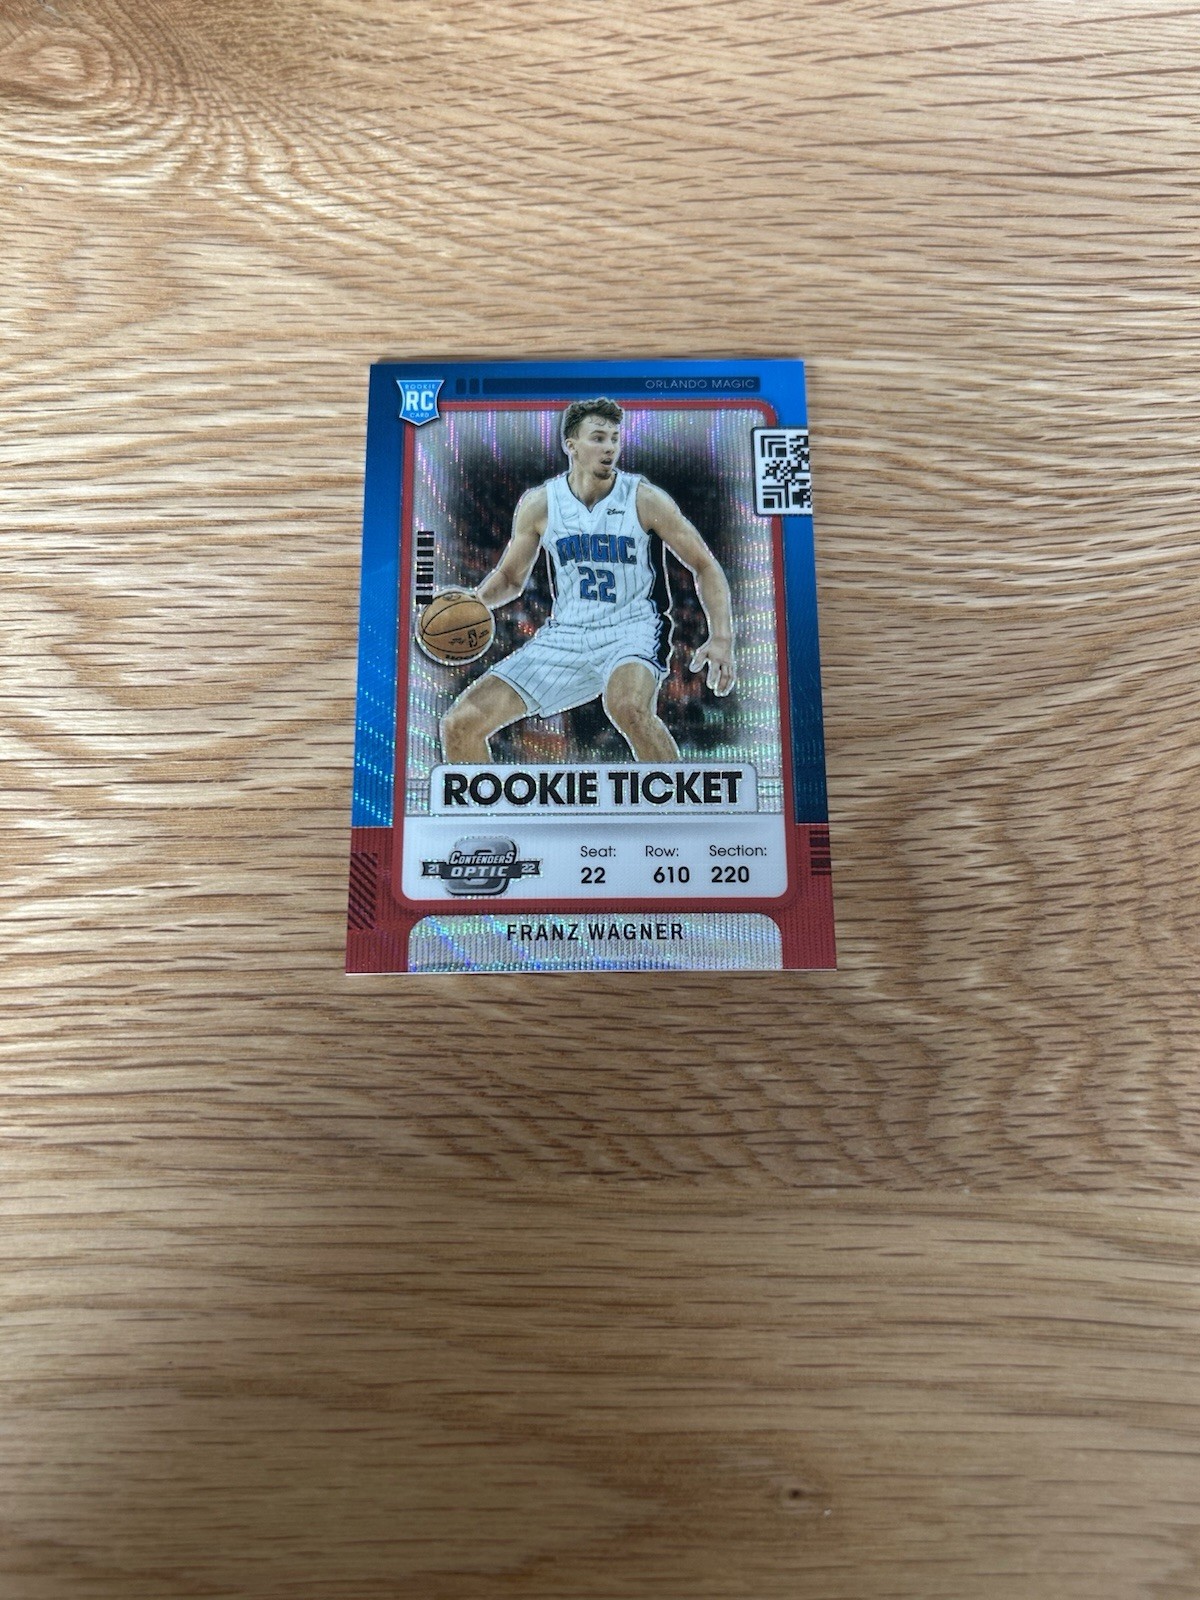 ROOKIE
RC
CARD
ORLANDO MAGIC
Disney
MAGIC
22
ROOKIE TICKET
21 CONTENDERS 22
OPTIC
Seat: Row: Section:
22 610 220
FRANZ WAGNER